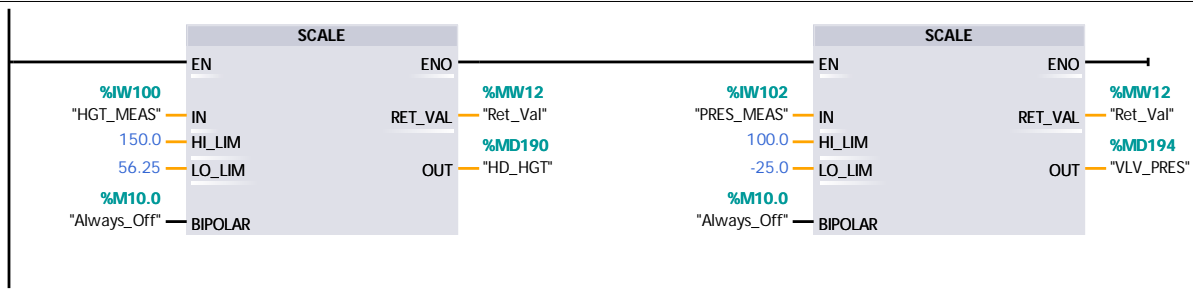 SCALE
EN ENO
%IW100
"HGT_MEAS" IN
%MW12
RET_VAL "Ret_Val"
150.0 HI_LIM
%MD190
56.25 LO_LIM
OUT "HD_HGT"
%M10.0
"Always_Off" BIPOLAR
SCALE
EN ENO
%IW102
"PRES_MEAS" IN
%MW12
RET_VAL "Ret_Val"
100.0 HI_LIM
%MD194
-25.0 LO_LIM
OUT "VLV_PRES"
%M10.0
"Always_Off" BIPOLAR